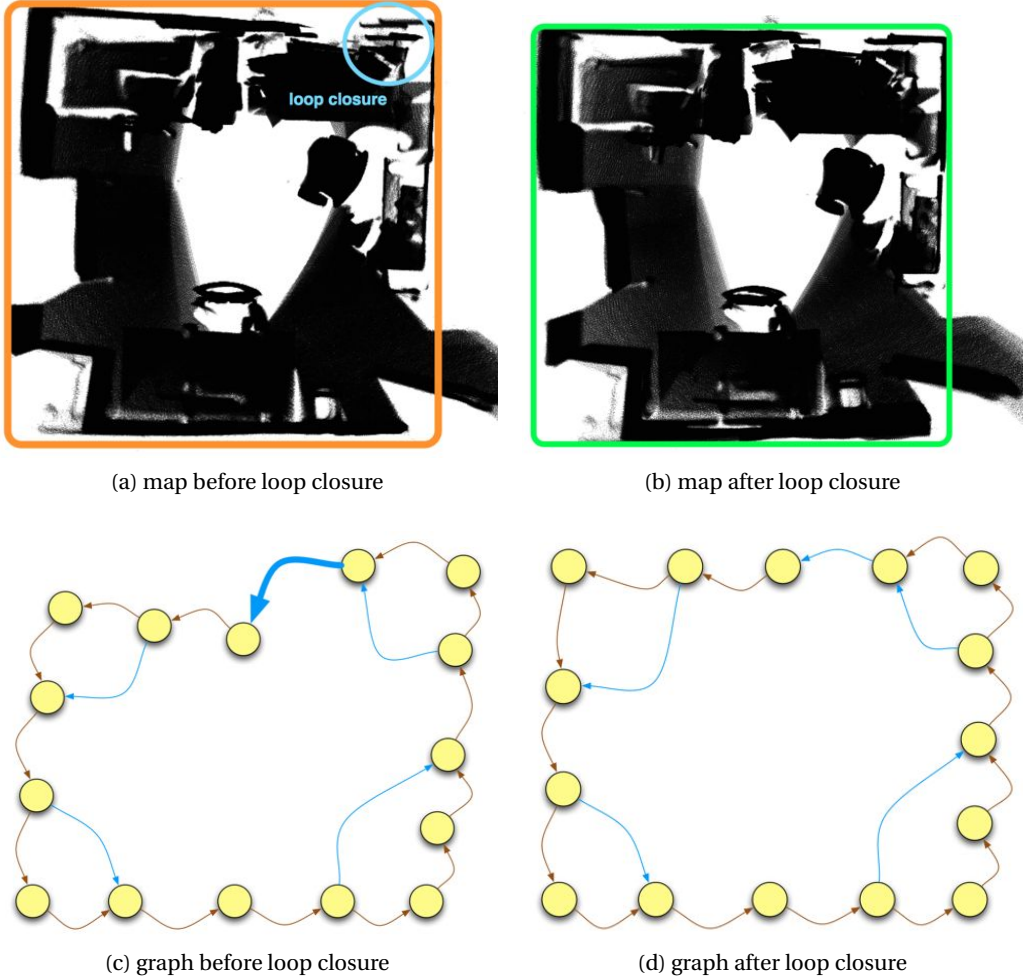 loop closure
(a) map before loop closure
(b) map after loop closure
(c) graph before loop closure
(d) graph after loop closure